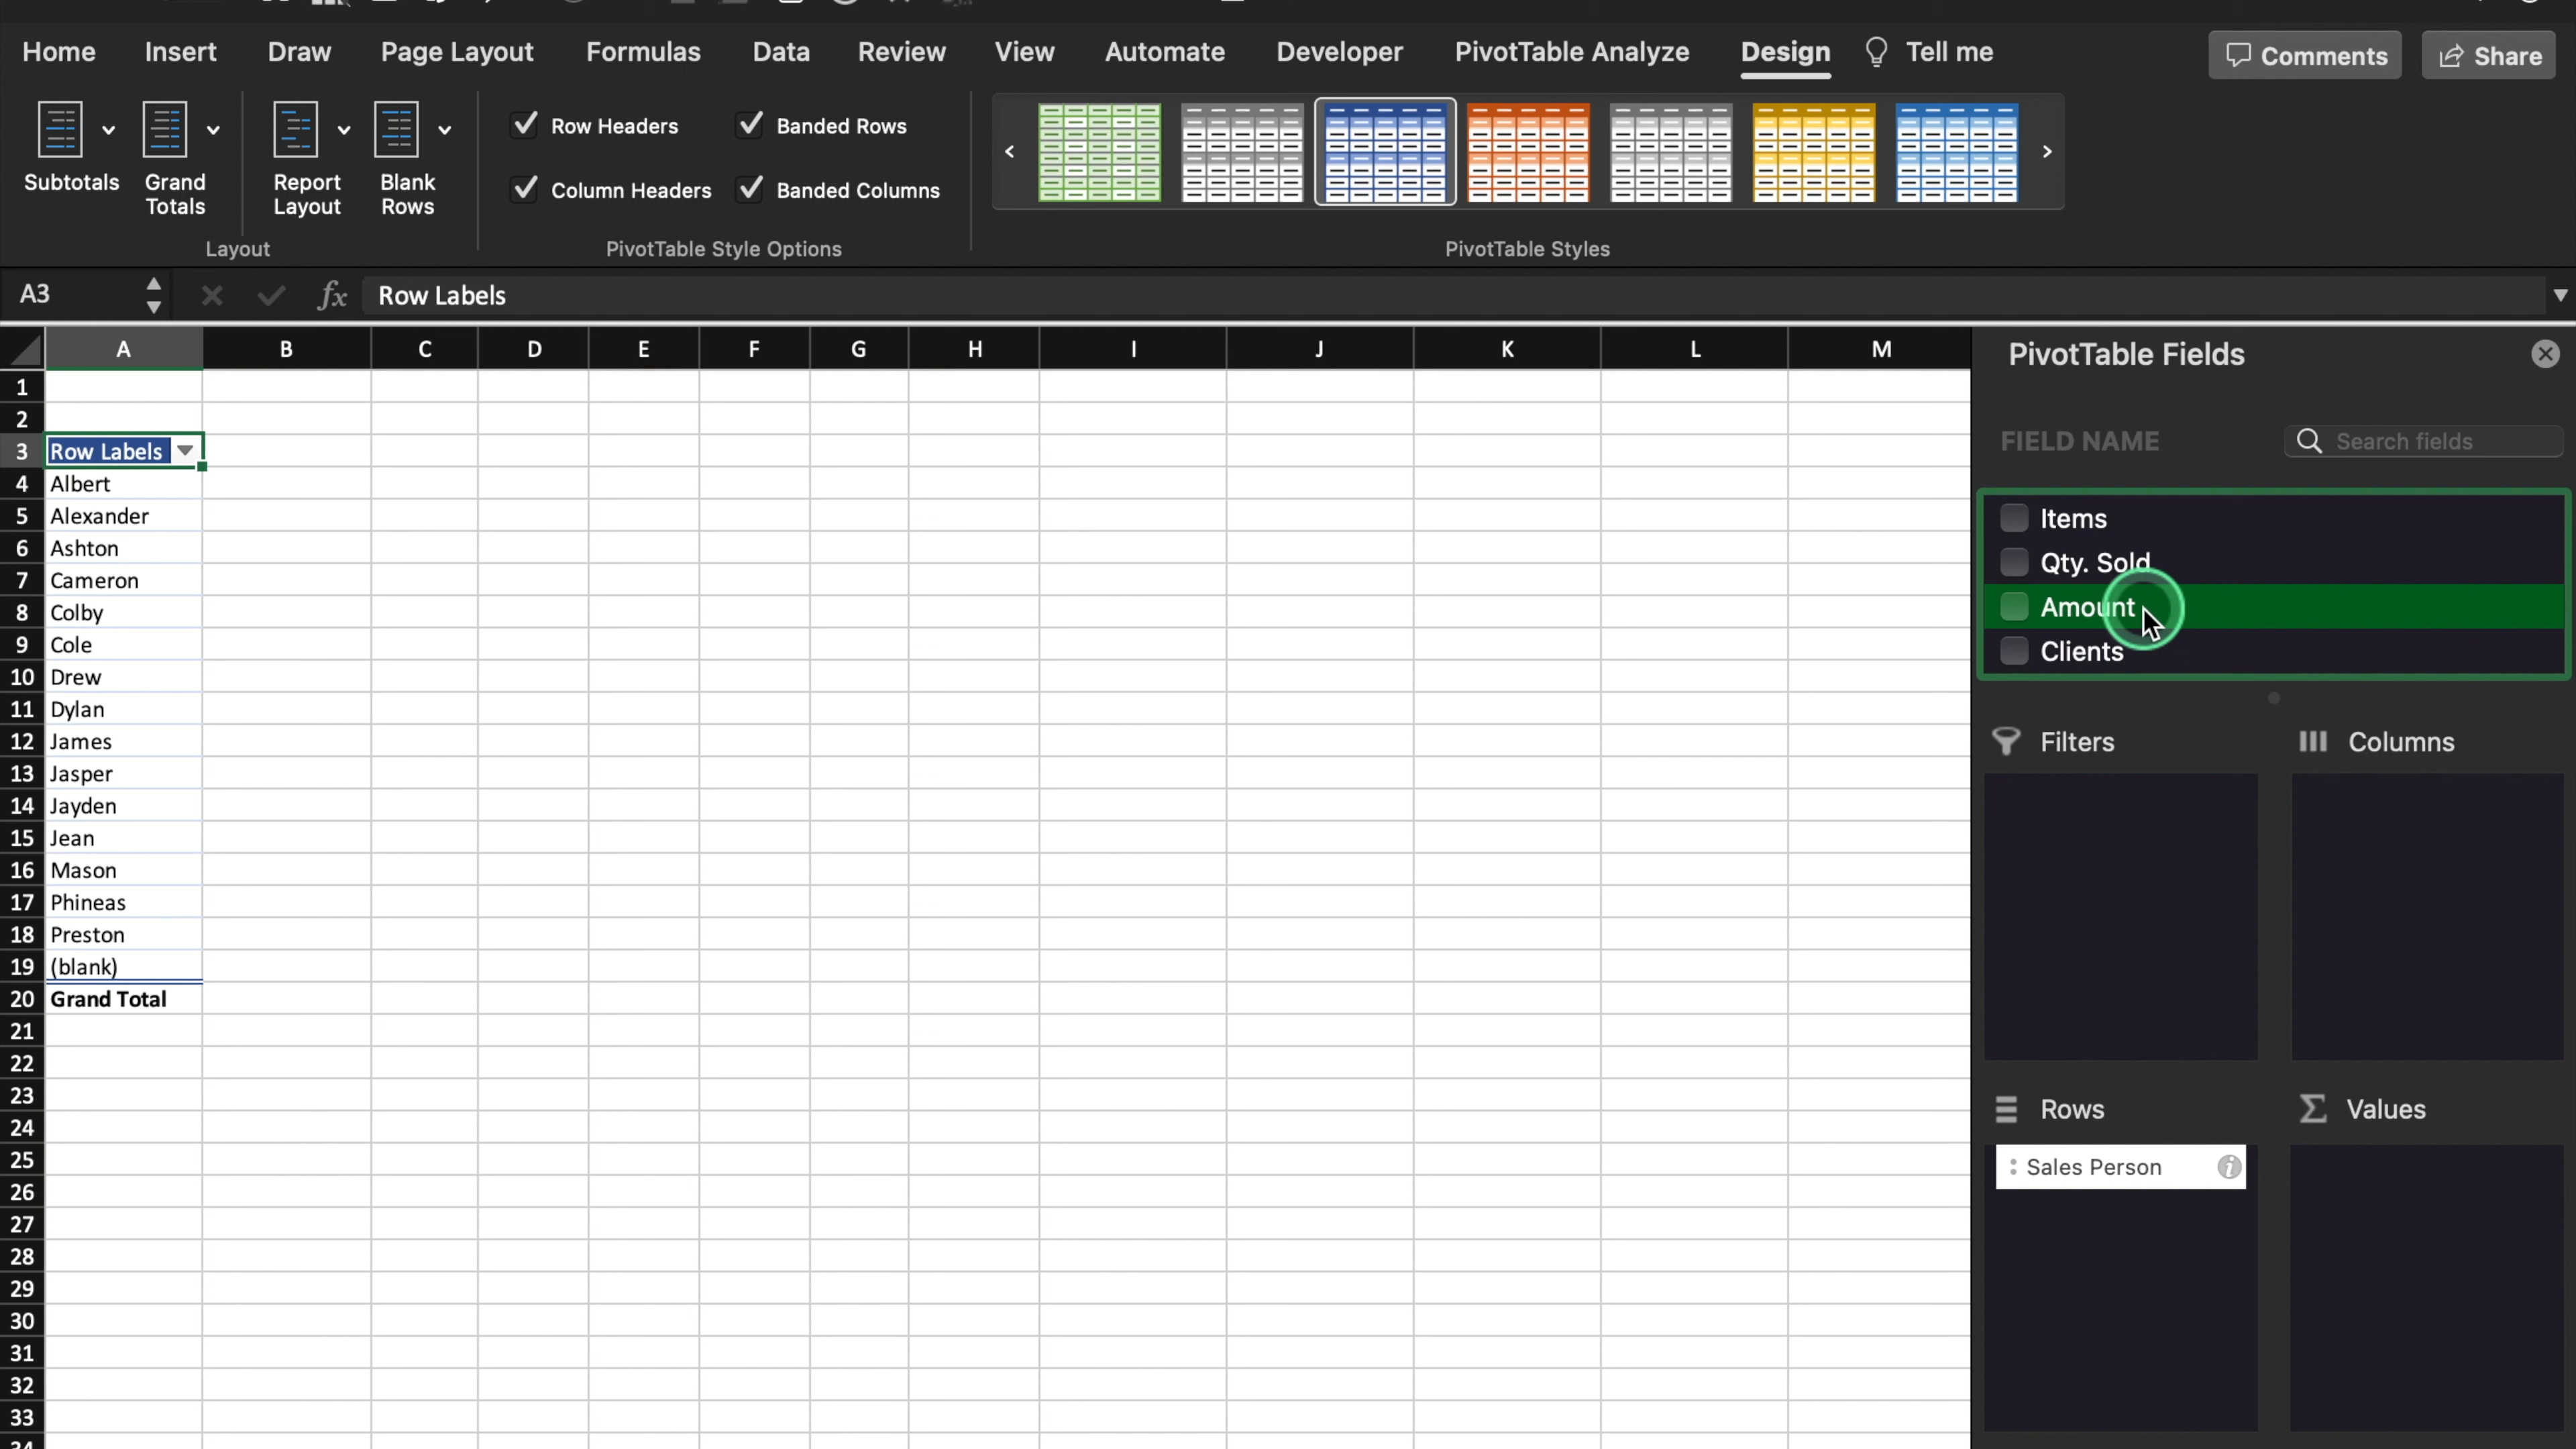 Home Insert Draw Page Layout Formulas Data Review View Automate Developer PivotTable Analyze Design Tell me Comments Share
Subtotals
Grand Totals
Report Layout
Blank Rows
Layout
Row Headers
Banded Rows
Column Headers
Banded Columns
PivotTable Style Options
PivotTable Styles
A3 fx Row Labels
A B C D E F G H I J K L M
1
2
3 Row Labels
4 Albert
5 Alexander
6 Ashton
7 Cameron
8 Colby
9 Cole
10 Drew
11 Dylan
12 James
13 Jasper
14 Jayden
15 Jean
16 Mason
17 Phineas
18 Preston
19 (blank)
20 Grand Total
21
22
23
24
25
26
27
28
29
30
31
32
33
34
PivotTable Fields
FIELD NAME
Search fields
Items
Qty. Sold
Amount
Clients
Filters
Columns
Rows
Σ Values
Sales Person